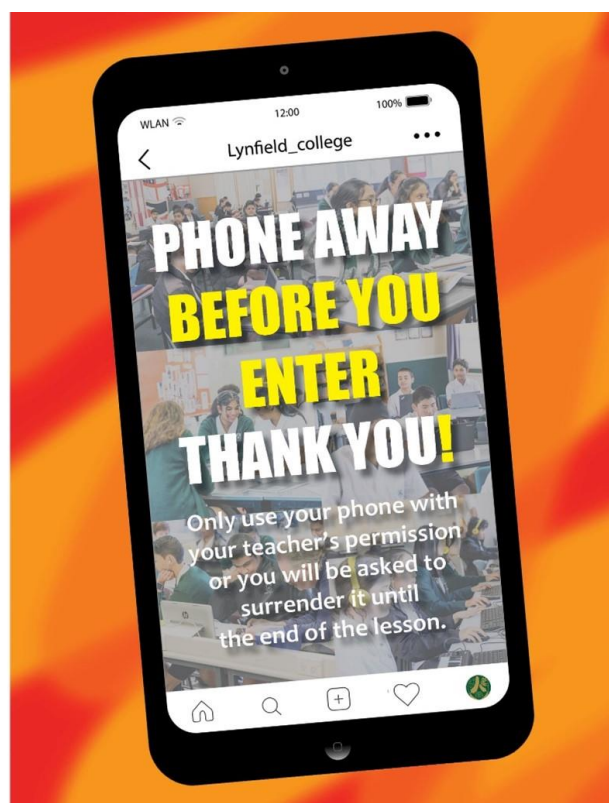 WLAN 12:00 100%
Lynfield_college
PHONE AWAY
BEFORE YOU
ENTER
THANK YOU!
Only use your phone with
your teacher's permission
or you will be asked to
surrender it until
the end of the lesson.